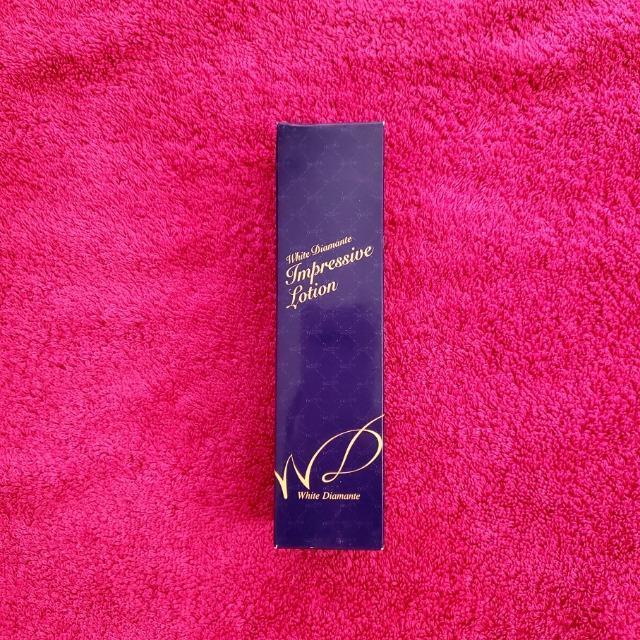 White Diamante
Impressive
Lotion
WD
White Diamante